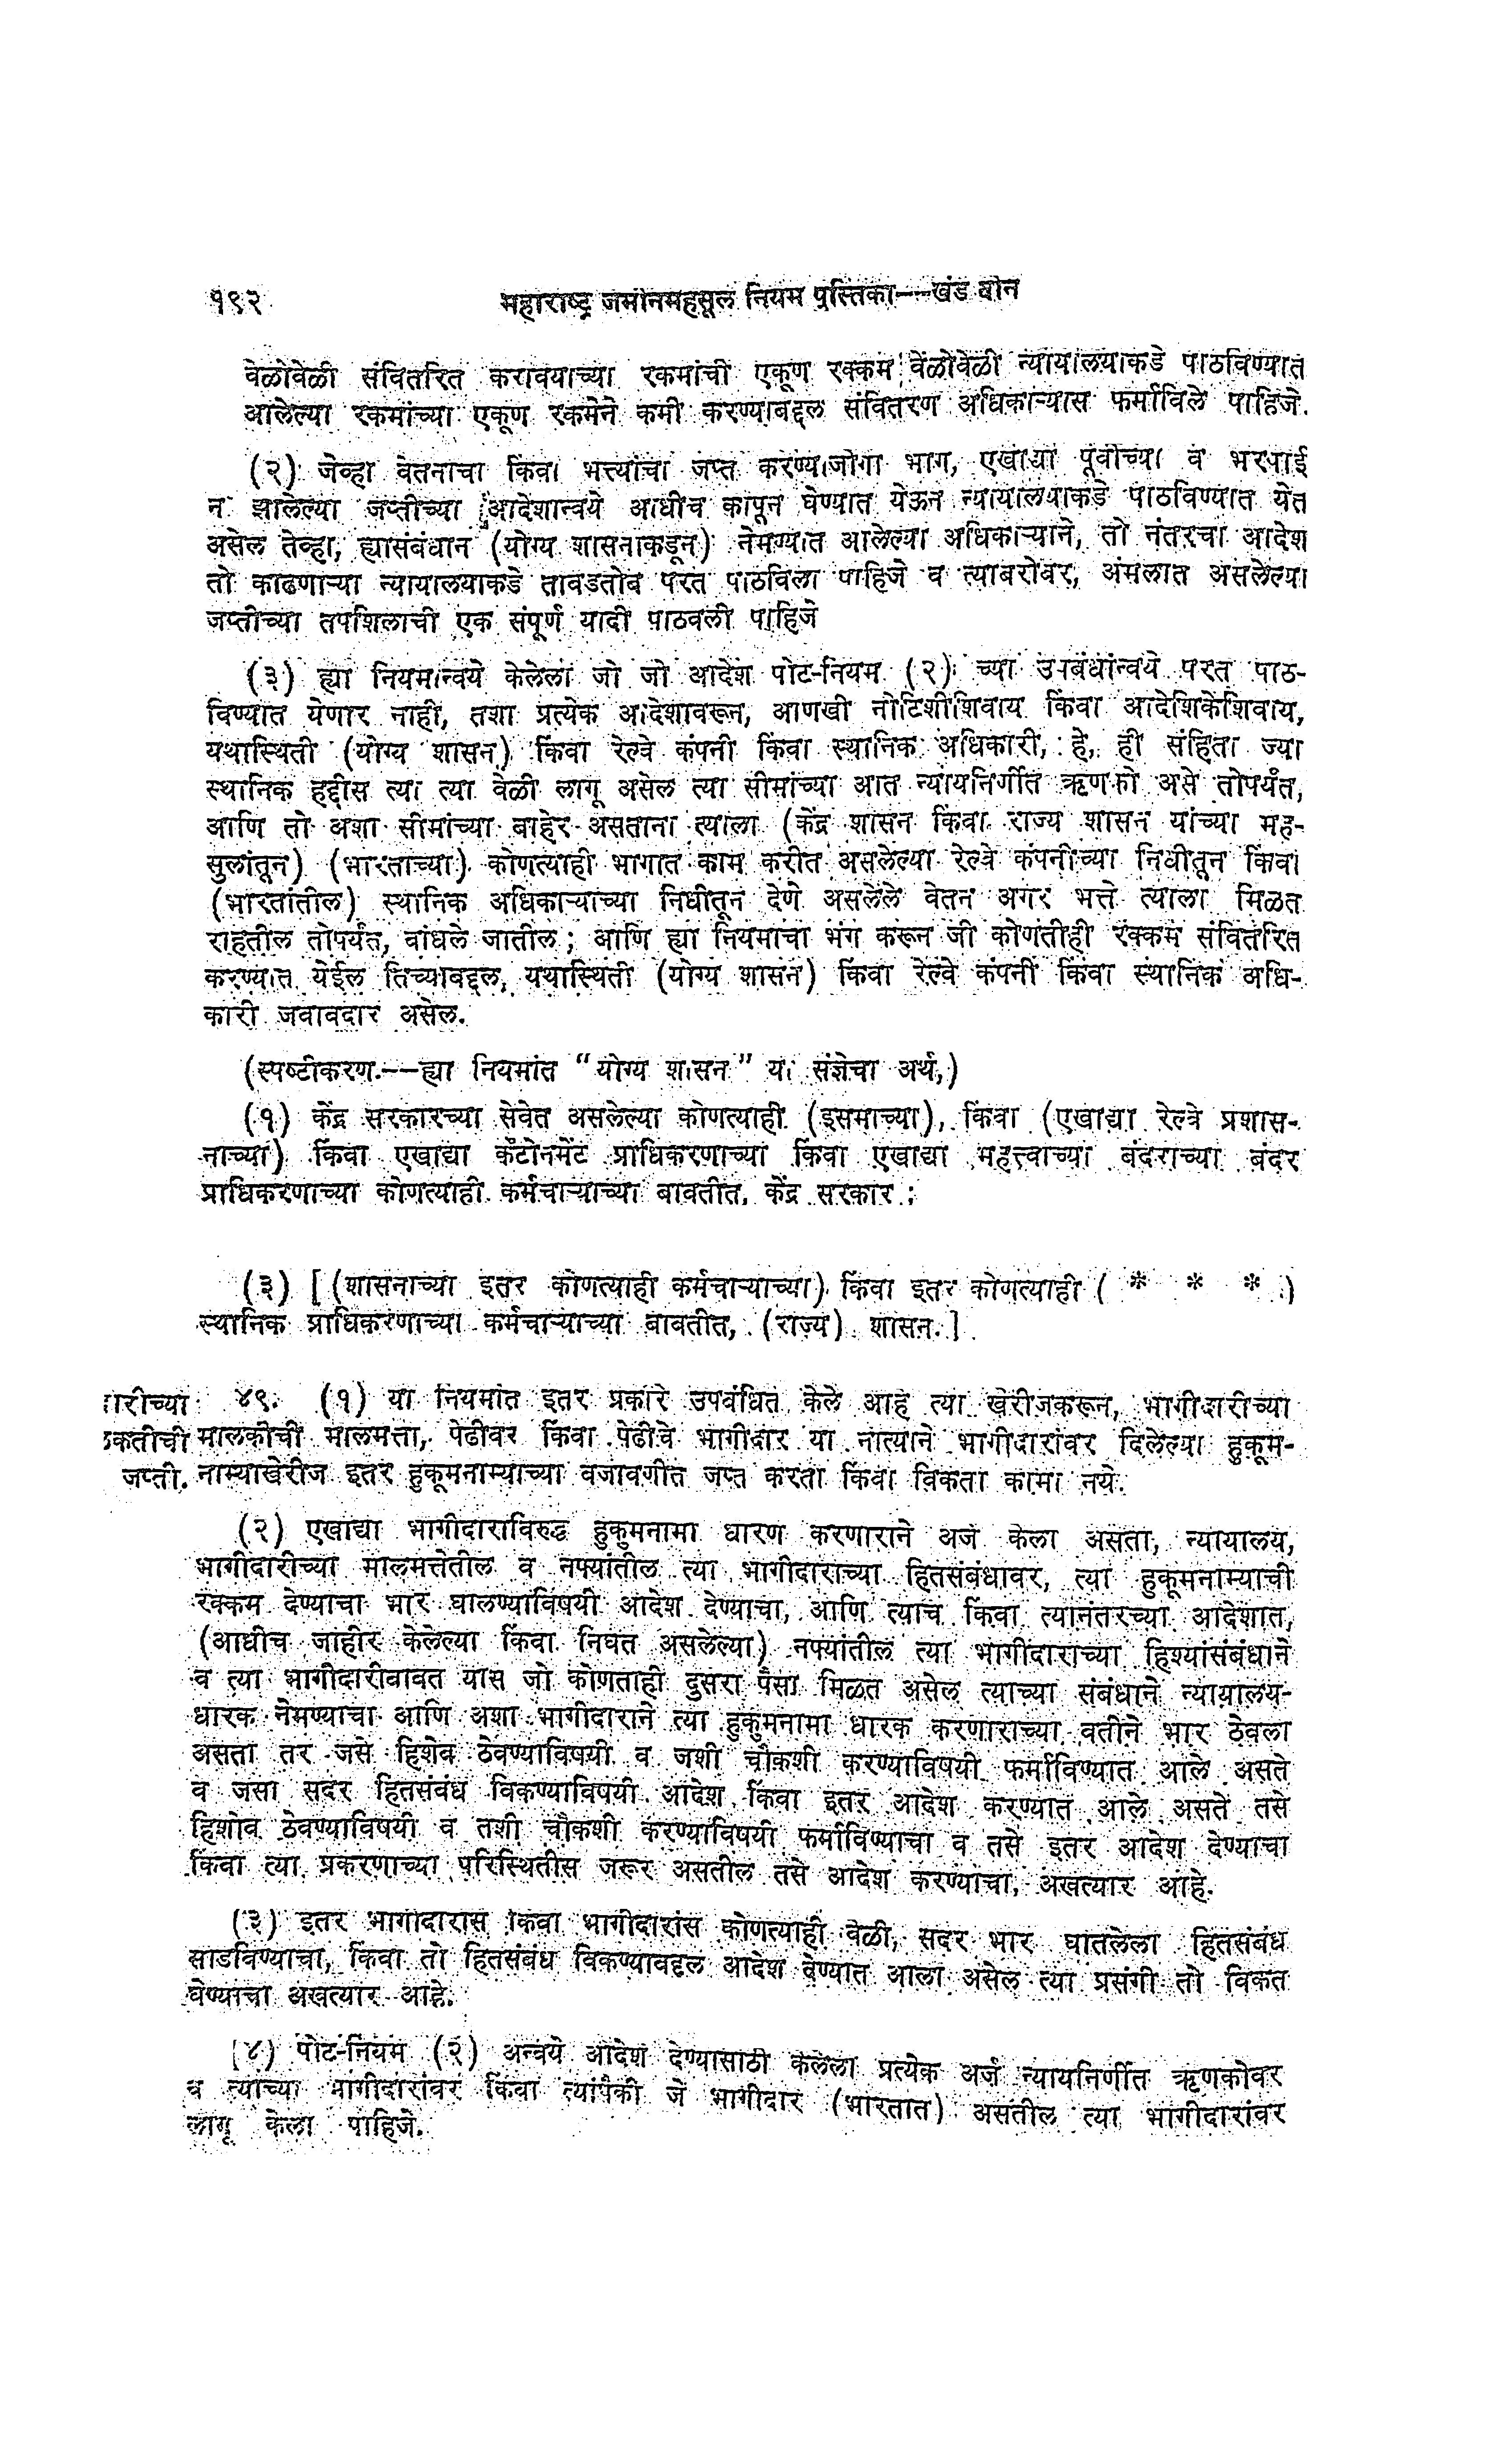 १९२ महाराष्ट्र जमीनमहसूल नियम पुस्तिका--खंड दोन
वेळोवेळी संवितरित करावयाच्या रकमांची एकूण रक्कम वेळोवेळी न्यायालयाकडे पाठविण्यात
आलेल्या रकमांच्या एकूण रकमेने कमी करण्याबद्दल संवितरण अधिकाऱ्यास फर्माविले पाहिजे.
(२) जेव्हा वेतनाचा किंवा भत्त्यांचा जप्त करण्याजोगा भाग, एखाद्या पूर्वीच्या व भरपाई
न झालेल्या जप्तीच्या आदेशान्वये आधीच कापून घेण्यात येऊन न्यायालयाकडे पाठविण्यात येत
असेल तेव्हा, ह्यासंबंधान (योग्य शासनाकडून) नेमण्यात आलेल्या अधिकाऱ्याने, तो नंतरचा आदेश
तो काढणाऱ्या न्यायालयाकडे तावडतोब परत पाठविला पाहिजे व त्याबरोबर, अंमलात असलेल्या
जप्तीच्या तपशिलाची एक संपूर्ण यादी पाठवली पाहिजे
(३) ह्या नियमान्वये केलेला जो जो आदेश पोट-नियम (२) च्या उपबंधांन्वये परत पाठ-
विण्यात येणार नाही, तशा प्रत्येक आदेशावरून, आणखी नोटिशीशिवाय किंवा आदेशिकेशिवाय,
यथास्थिती (योग्य शासन) किंवा रेल्वे कंपनी किंवा स्थानिक अधिकारी, हे, ही संहिता ज्या
स्थानिक हद्दीस त्या त्या वेळी लागू असेल त्या सीमांच्या आत न्यायनिर्णीत ऋणको असे तोपर्यंत,
आणि तो अशा सीमांच्या बाहेर असताना त्याला (केंद्र शासन किंवा राज्य शासन यांच्या मह-
सुलांतून) (भारताच्या) कोणत्याही भागात काम करीत असलेल्या रेल्वे कंपनीच्या निधीतून किंवा
(भारतांतील) स्थानिक अधिकाऱ्याच्या निधीतून देणे असलेले वेतन अगर भत्ते त्याला मिळत
राहतील तोपर्यंत, बांधले जातील; आणि ह्या नियमाचा भंग करून जी कोणतीही रक्कम संवितरित
करण्यात येईल तिच्याबद्दल, यथास्थिती (योग्य शासन) किंवा रेल्वे कंपनी किंवा स्थानिक अधि-
कारी जवाबदार असेल.
(स्पष्टीकरण.--ह्या नियमांत "योग्य शासन" या संज्ञेचा अर्थ,)
(१) केंद्र सरकारच्या सेवेत असलेल्या कोणत्याही (इसमाच्या), किंवा (एखाद्या रेल्वे प्रशास-
नाच्या) किंवा एखाद्या कँटोनमेंट प्राधिकरणाच्या किंवा एखाद्या महत्त्वाच्या बंदराच्या बंदर
प्राधिकरणाच्या कोणत्याही कर्मचाऱ्याच्या बाबतीत, केंद्र सरकार;
(३) [(शासनाच्या इतर कोणत्याही कर्मचाऱ्याच्या) किंवा इतर कोणत्याही ( * * * )
स्थानिक प्राधिकरणाच्या कर्मचाऱ्याच्या बाबतीत, (राज्य) शासन.]
ारीच्या ४९. (१) या नियमांत इतर प्रकारे उपबंधित केले आहे त्या खेरीजकरून, भागीदारीच्या
ळकतीची मालकीची मालमत्ता, पेढीवर किंवा पेढीचे भागीदार या नात्याने भागीदारांवर दिलेल्या हुकूम-
जप्ती. नाम्याखेरीज इतर हुकूमनाम्याच्या बजावणीत जप्त करता किंवा विकता कामा नये.
(२) एखाद्या भागीदाराविरुद्ध हुकुमनामा धारण करणाराने अर्ज केला असता, न्यायालय,
भागीदारीच्या मालमत्तेतील व नफ्यांतील त्या भागीदाराच्या हितसंबंधावर, त्या हुकूमनाम्याची
रक्कम देण्याचा भार घालण्याविषयी आदेश देण्याचा, आणि त्याच किंवा त्यानंतरच्या आदेशात,
(आधीच जाहीर केलेल्या किंवा निघत असलेल्या) नफ्यांतील त्या भागीदाराच्या हिश्यांसंबंधाने
व त्या भागीदारीबाबत यास जो कोणताही दुसरा पैसा मिळत असेल त्याच्या संबंधाने न्यायालय-
धारक नेमण्याचा आणि अशा भागीदाराने त्या हुकुमनामा धारक करणाराच्या वतीने भार ठेवला
असता तर जसे हिशेब ठेवण्याविषयी व जशी चौकशी करण्याविषयी फर्माविण्यात आले असते
व जसा सदर हितसंबंध विकण्याविषयी आदेश किंवा इतर आदेश करण्यात आले असते तसे
हिशोब ठेवण्याविषयी व तशी चौकशी करण्याविषयी फर्माविण्याचा व तसे इतर आदेश देण्याचा
किंवा त्या प्रकरणाच्या परिस्थितीस जरूर असतील तसे आदेश करण्याचा, अखत्यार आहे.
(३) इतर भागीदारास किंवा भागीदारांस कोणत्याही वेळी, सदर भार घातलेला हितसंबंध
सोडविण्याचा, किंवा तो हितसंबंध विकण्याबद्दल आदेश देण्यात आला असेल त्या प्रसंगी तो विकत
घेण्याचा अखत्यार आहे.
(४) पोट-नियम (२) अन्वये आदेश देण्यासाठी केलेला प्रत्येक अर्ज न्यायनिर्णीत ऋणकोवर
व त्याच्या भागीदारांवर किंवा त्यांपैकी जे भागीदार (भारतात) असतील त्या भागीदारांवर
लागू केला पाहिजे.